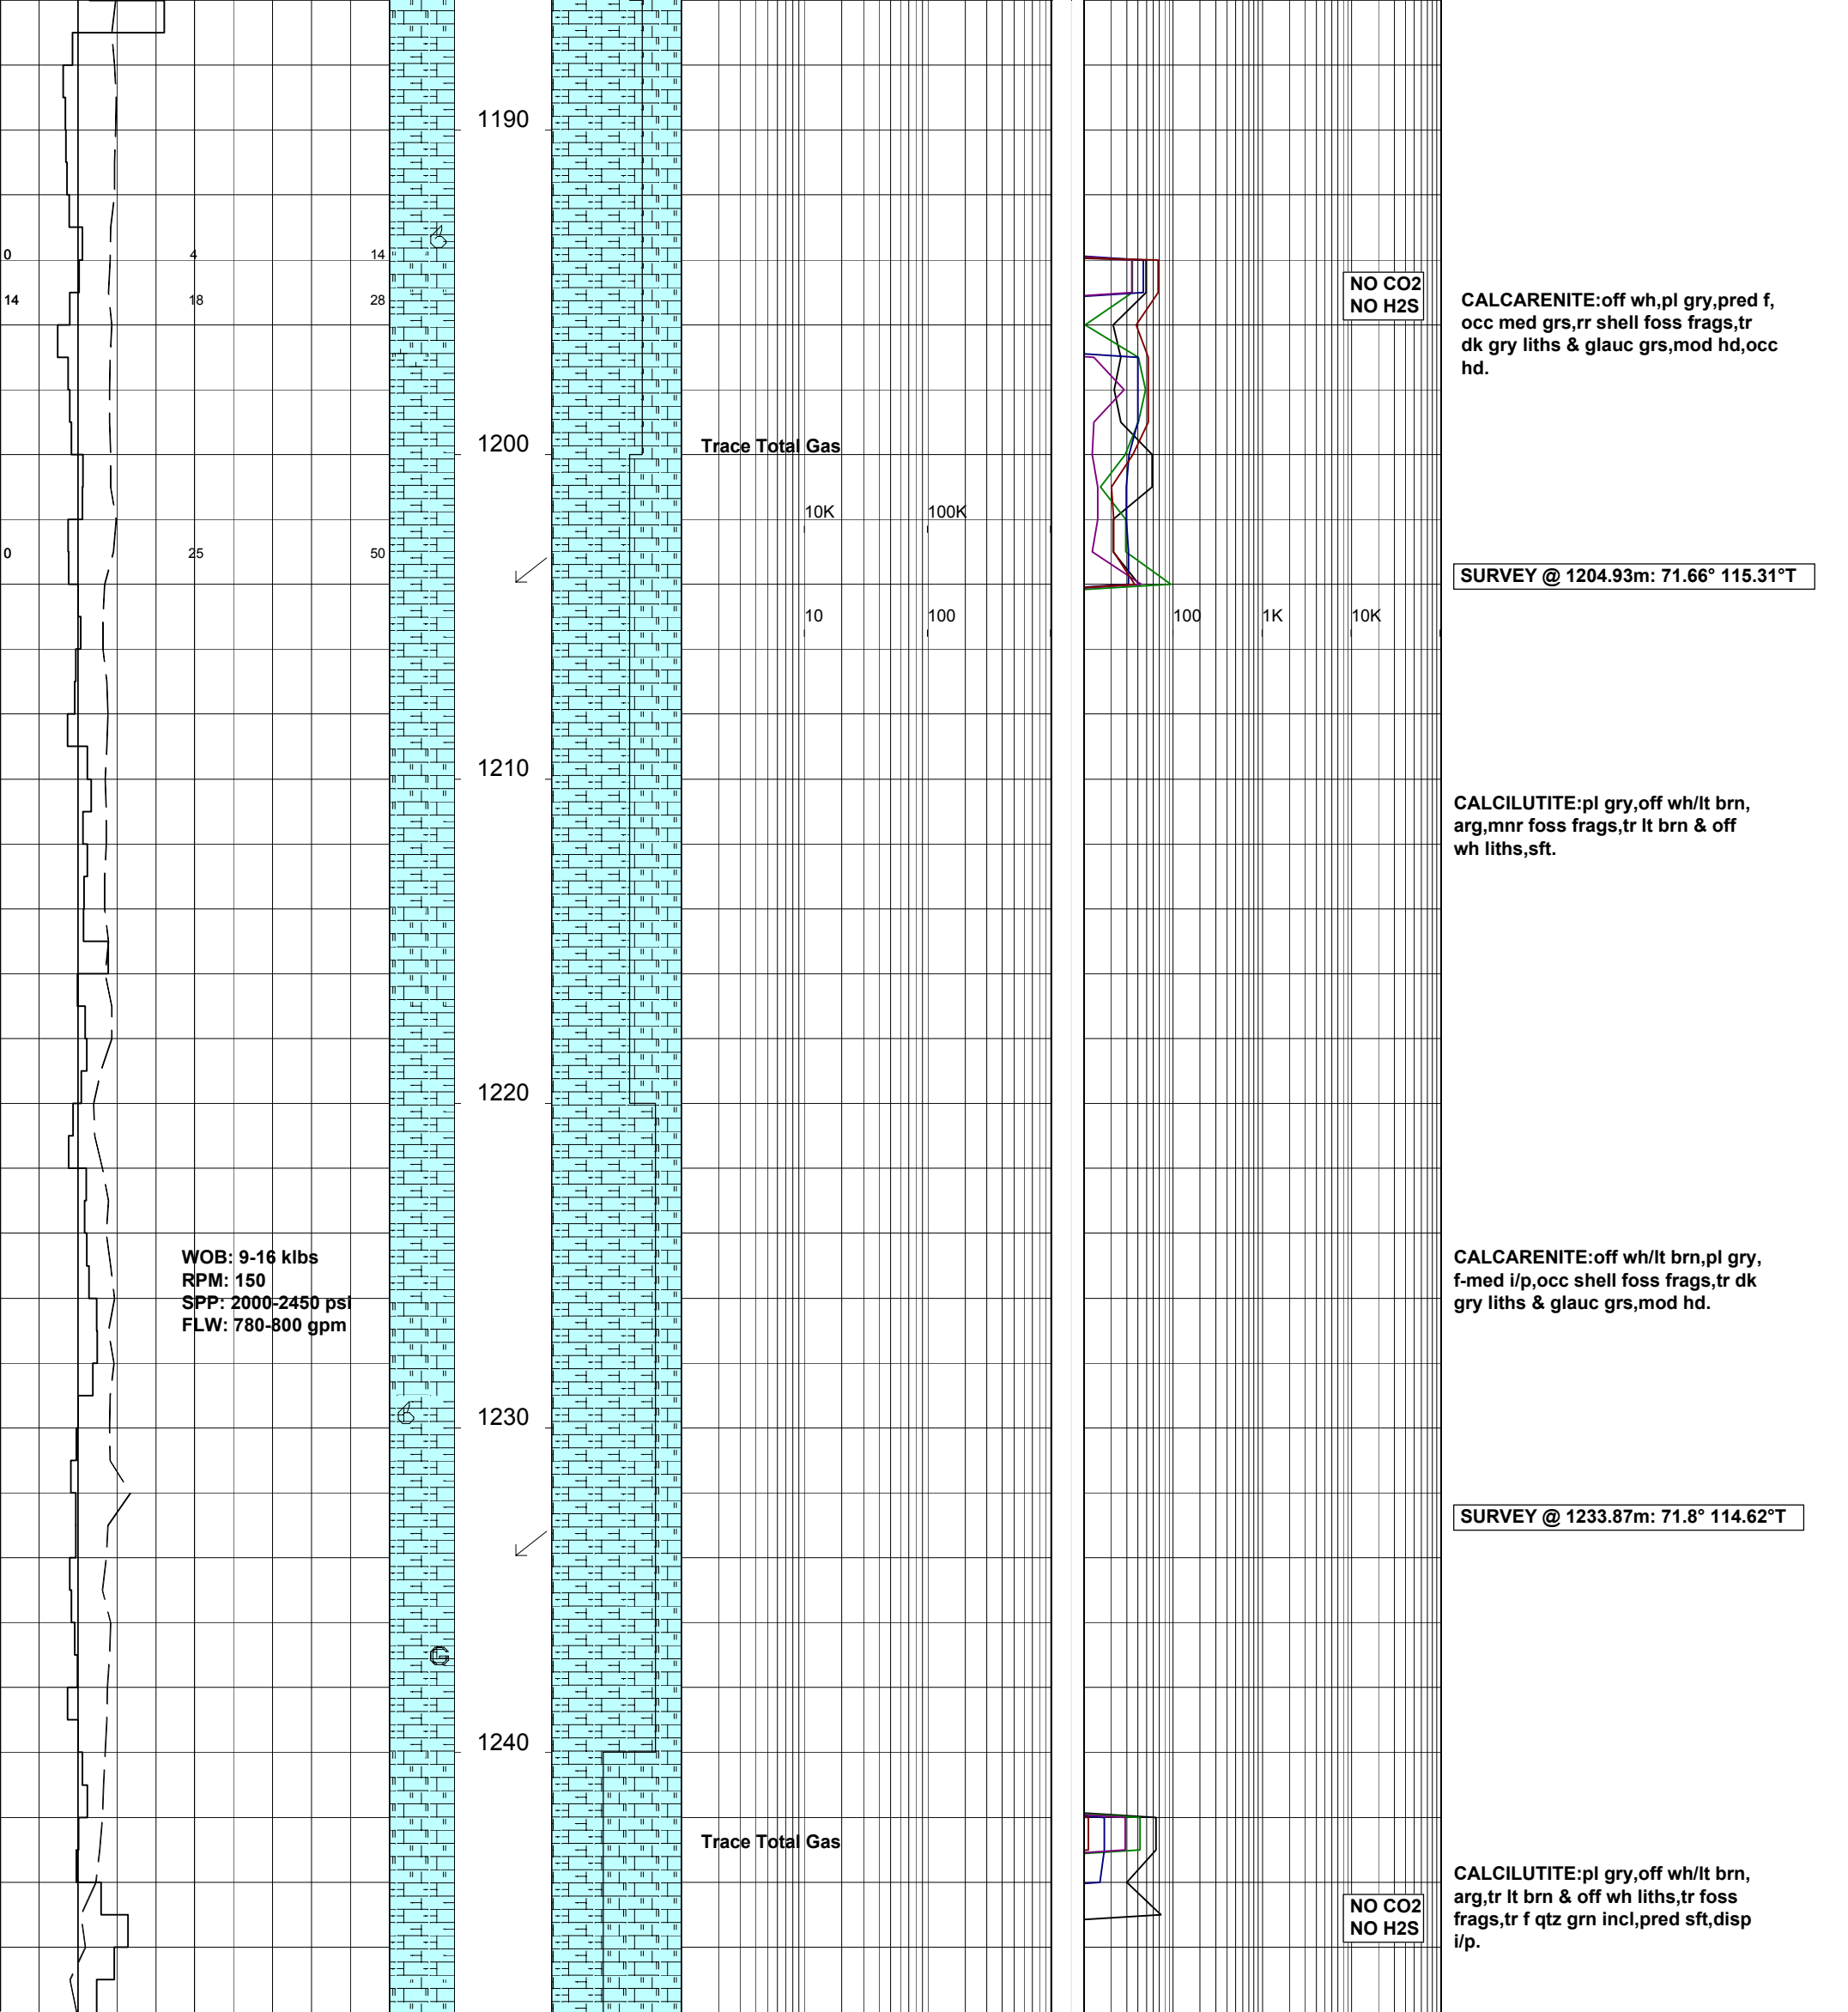 1190
0 4 14
14 18 28
NO CO2
NO H2S
CALCARENITE:off wh,pl gry,pred f,
occ med grs,rr shell foss frags,tr
dk gry liths & glauc grs,mod hd,occ
hd.
1200
Trace Total Gas
10K 100K
0 25 50
SURVEY @ 1204.93m: 71.66° 115.31°T
10 100 100 1K 10K
1210
CALCILUTITE:pl gry,off wh/lt brn,
arg,mnr foss frags,tr lt brn & off
wh liths,sft.
1220
WOB: 9-16 klbs
RPM: 150
SPP: 2000-2450 psi
FLW: 780-800 gpm
CALCARENITE:off wh/lt brn,pl gry,
f-med i/p,occ shell foss frags,tr dk
gry liths & glauc grs,mod hd.
1230
SURVEY @ 1233.87m: 71.8° 114.62°T
G
1240
Trace Total Gas
CALCILUTITE:pl gry,off wh/lt brn,
arg,tr lt brn & off wh liths,tr foss
frags,tr f qtz grn incl,pred sft,disp
i/p.
NO CO2
NO H2S